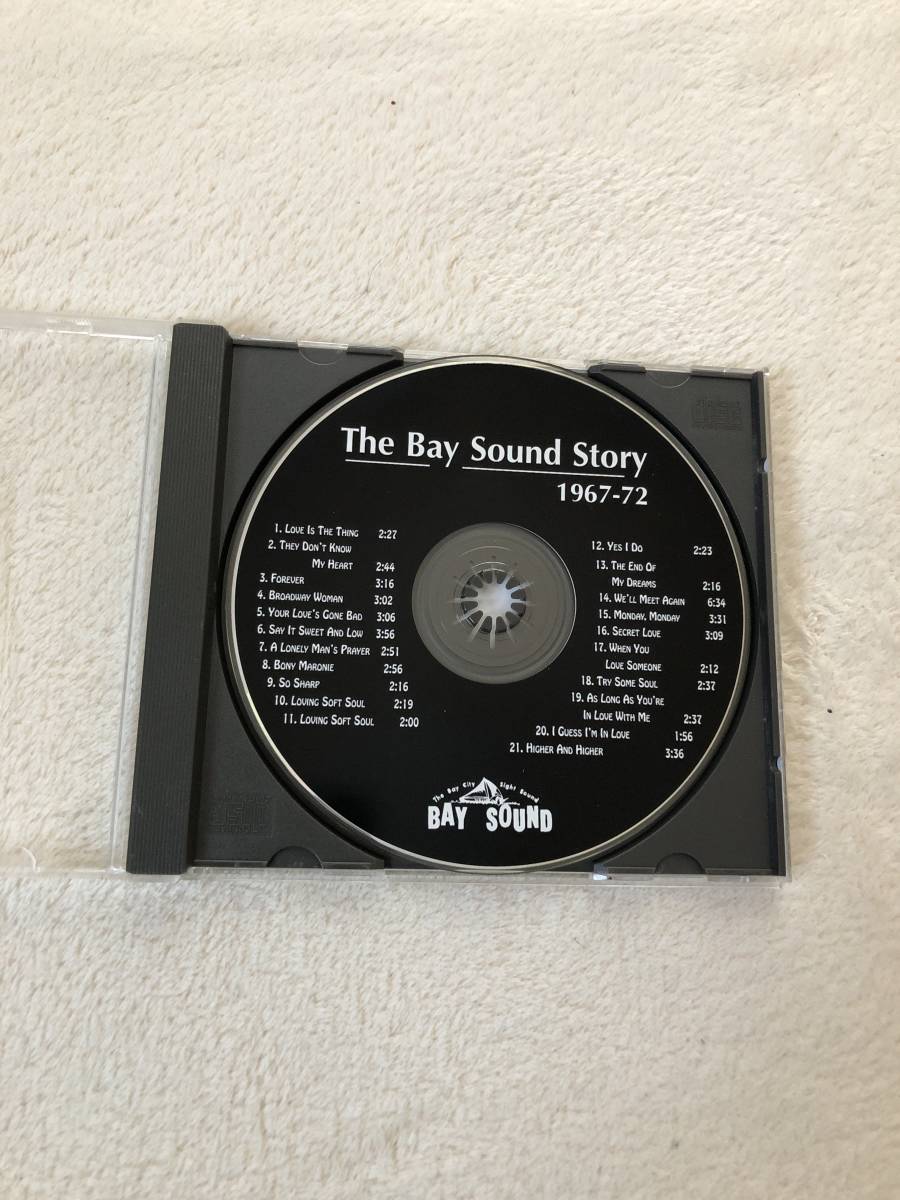 The Bay Sound Story
1967-72
1. Love Is The Thing 2:27
2. They Don't Know
My Heart 2:44
3. Forever 3:16
4. Broadway Woman 3:02
5. Your Love's Gone Bad 3:06
6. Say It Sweet And Low 3:56
7. A Lonely Man's Prayer 2:51
8. Bony Maronie 2:56
9. So Sharp 2:16
10. Loving Soft Soul 2:19
11. Loving Soft Soul 2:00
12. Yes I Do 2:23
13. The End Of
My Dreams 2:16
14. We'll Meet Again 6:34
15. Monday, Monday 3:31
16. Secret Love 3:09
17. When You
Love Someone 2:12
18. Try Some Soul 2:37
19. As Long As You're
In Love With Me 2:37
20. I Guess I'm In Love 1:56
21. Higher And Higher 3:36
The Bay City Sight Sound
BAY SOUND